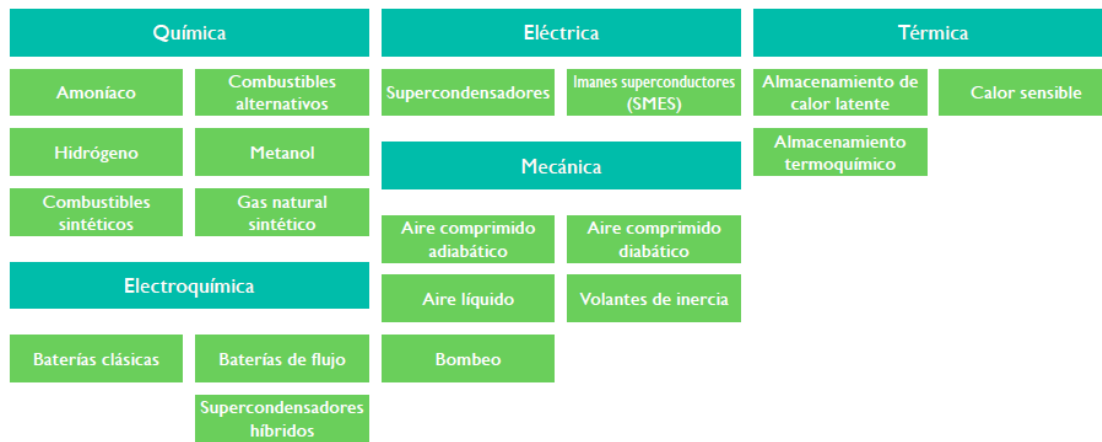 Química
Amoníaco
Combustibles
alternativos
Hidrógeno
Metanol
Combustibles
sintéticos
Gas natural
sintético
Electroquímica
Baterías clásicas
Baterías de flujo
Supercondensadores
híbridos
Eléctrica
Supercondensadores
Imanes superconductores
(SMES)
Mecánica
Aire comprimido
adiabático
Aire comprimido
diabático
Aire líquido
Volantes de inercia
Bombeo
Térmica
Almacenamiento de
calor latente
Calor sensible
Almacenamiento
termoquímico